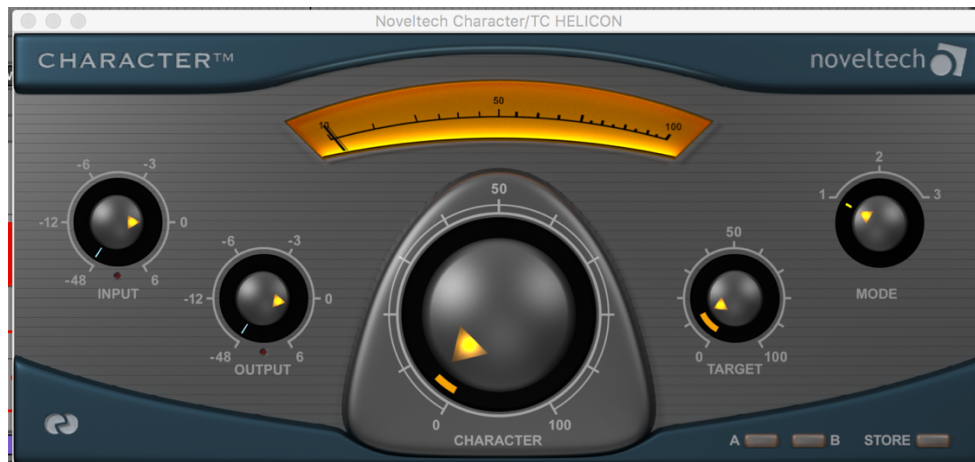 Noveltech Character/TC HELICON
CHARACTER™
noveltech
10 50 100
-6 -3
-12 0
-48 6
INPUT
-6 -3
-12 0
-48 6
OUTPUT
50
0 100
CHARACTER
50
0 100
TARGET
2
1 3
MODE
A B STORE